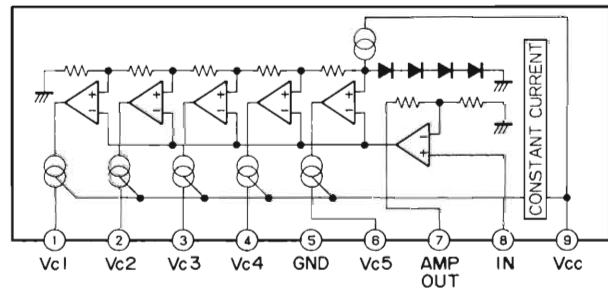 CONSTANT CURRENT
+ + + + +
- - - - -
-
+
1 2 3 4 5 6 7 8 9
Vc1 Vc2 Vc3 Vc4 GND Vc5 AMP OUT IN Vcc